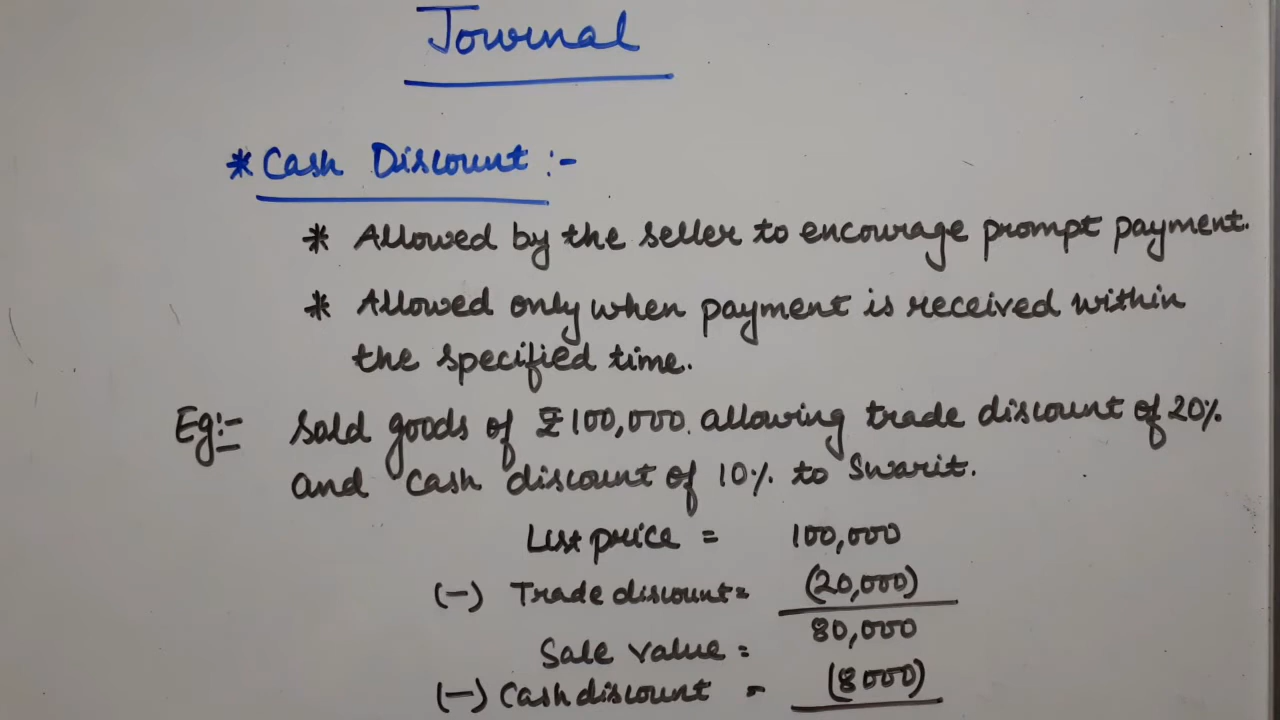 Journal
* Cash Discount :-
* Allowed by the seller to encourage prompt payment.
* Allowed only when payment is received within
the specified time.
Eg:- Sold goods of ₹100,000. allowing trade discount of 20%
and cash discount of 10% to Swarit.
List price = 100,000
(-) Trade discount = (20,000)
80,000
Sale value =
(-) Cash discount = (8000)